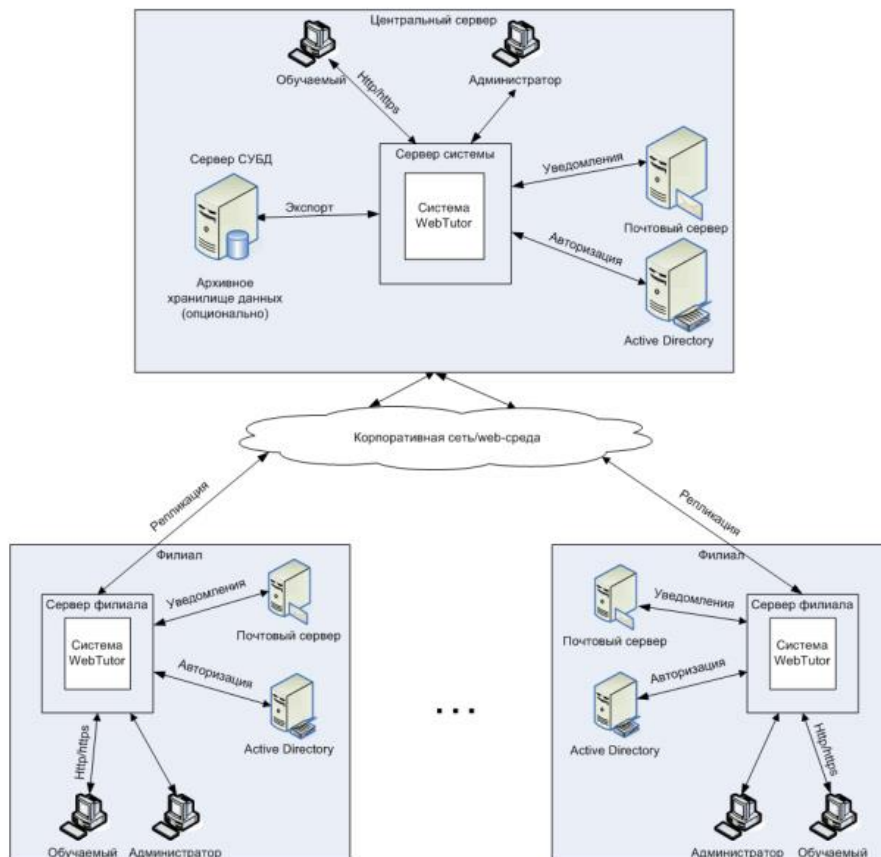 Центральный сервер
Обучаемый
Http/https
Администратор
Сервер СУБД
Сервер системы
Уведомления
Экспорт
Система
WebTutor
Почтовый сервер
Авторизация
Архивное
хранилище данных
(опционально)
Active Directory
Корпоративная сеть/web-среда
Репликация
Репликация
Филиал
Сервер филиала
Уведомления
Система
WebTutor
Почтовый сервер
Авторизация
Active Directory
Http/https
Обучаемый
Администратор
...
Филиал
Уведомления
Сервер филиала
Почтовый сервер
Система
WebTutor
Авторизация
Active Directory
Http/https
Администратор
Обучаемый